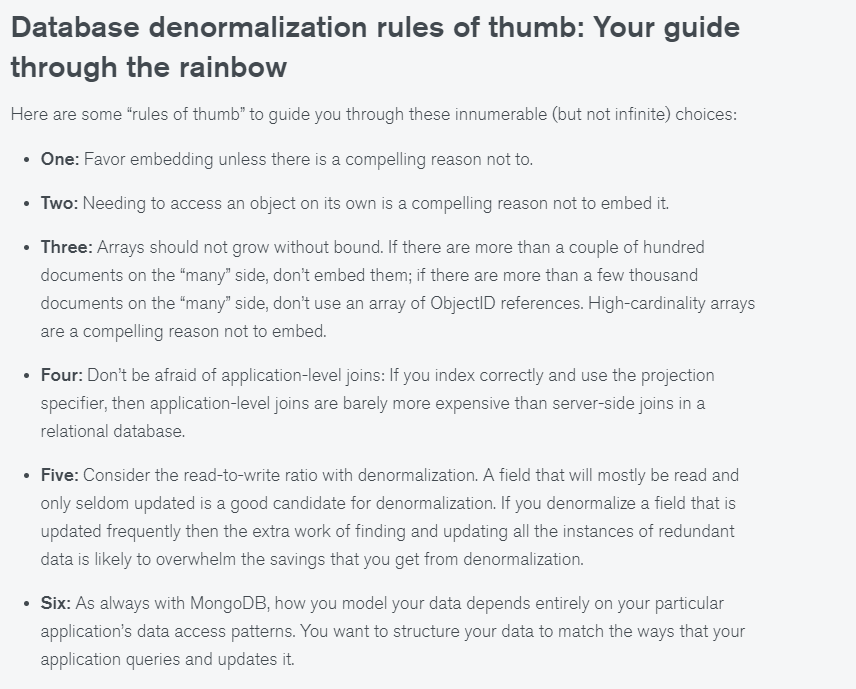 Database denormalization rules of thumb: Your guide
through the rainbow
Here are some “rules of thumb” to guide you through these innumerable (but not infinite) choices:
• One: Favor embedding unless there is a compelling reason not to.
• Two: Needing to access an object on its own is a compelling reason not to embed it.
• Three: Arrays should not grow without bound. If there are more than a couple of hundred
documents on the “many” side, don’t embed them; if there are more than a few thousand
documents on the “many” side, don’t use an array of ObjectID references. High-cardinality arrays
are a compelling reason not to embed.
• Four: Don’t be afraid of application-level joins: If you index correctly and use the projection
specifier, then application-level joins are barely more expensive than server-side joins in a
relational database.
• Five: Consider the read-to-write ratio with denormalization. A field that will mostly be read and
only seldom updated is a good candidate for denormalization. If you denormalize a field that is
updated frequently then the extra work of finding and updating all the instances of redundant
data is likely to overwhelm the savings that you get from denormalization.
• Six: As always with MongoDB, how you model your data depends entirely on your particular
application’s data access patterns. You want to structure your data to match the ways that your
application queries and updates it.